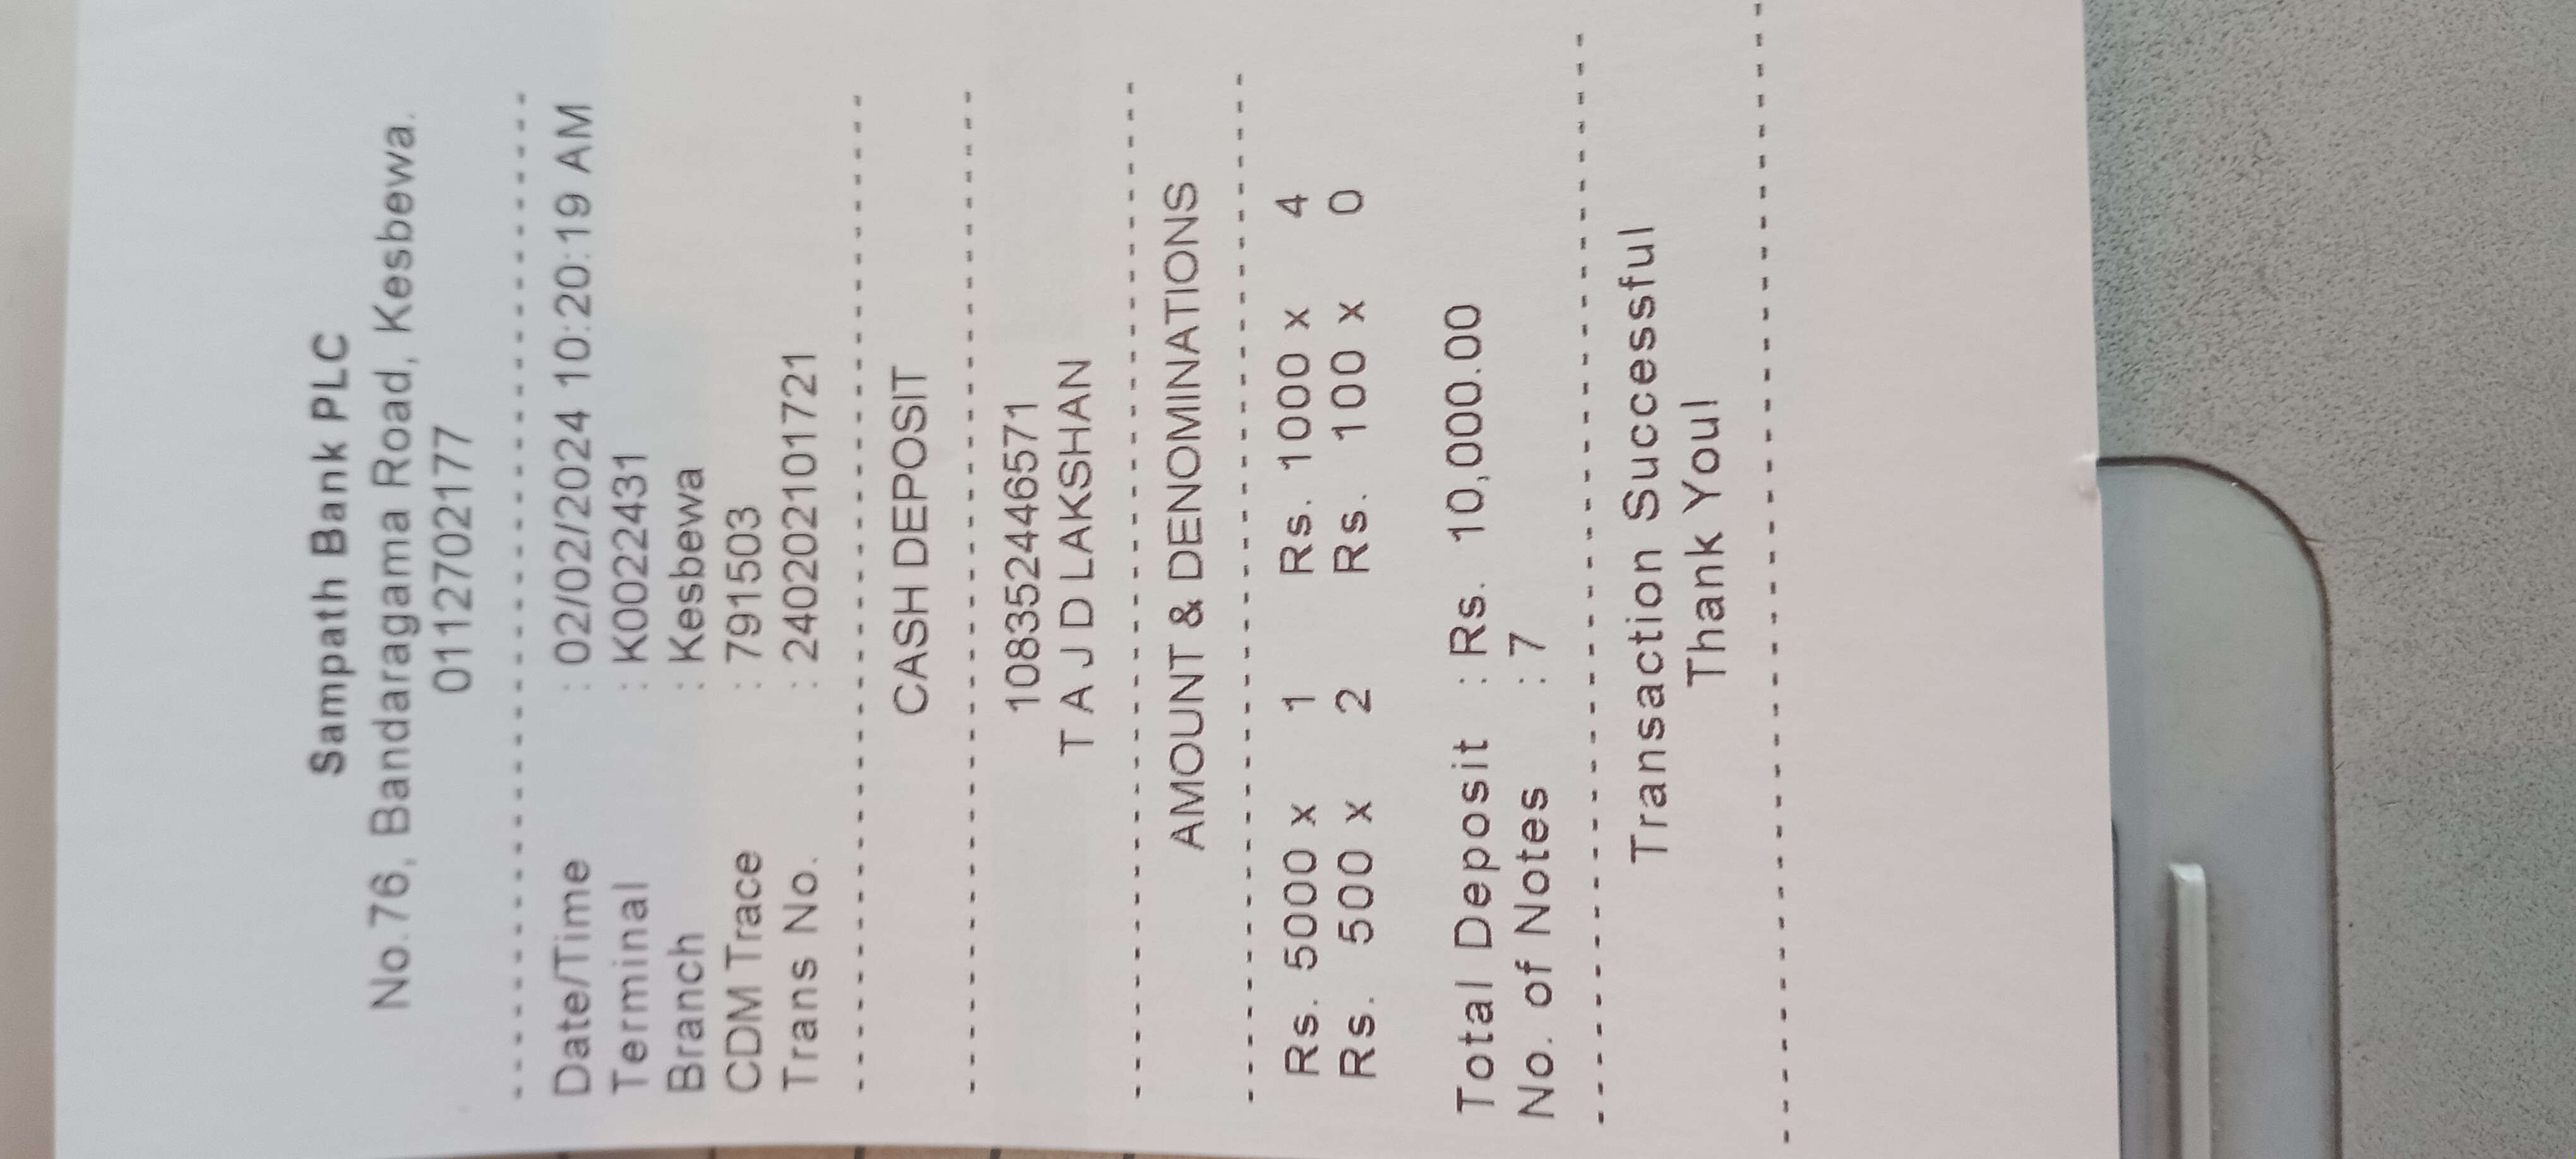 Sampath Bank PLC
No.76, Bandaragama Road, Kesbewa.
0112702177
Date/Time : 02/02/2024 10:20:19 AM
Terminal : K0022431
Branch : Kesbewa
CDM Trace : 7915503
Trans No. : 240202101721
CASH DEPOSIT
108352446571
T A J D LAKSHAN
AMOUNT & DENOMINATIONS
Rs. 5000 x 1 Rs. 1000 x 4
Rs. 500 x 2 Rs. 100 x 0
Total Deposit : Rs. 10,000.00
No. of Notes : 7
Transaction Successful
Thank You!